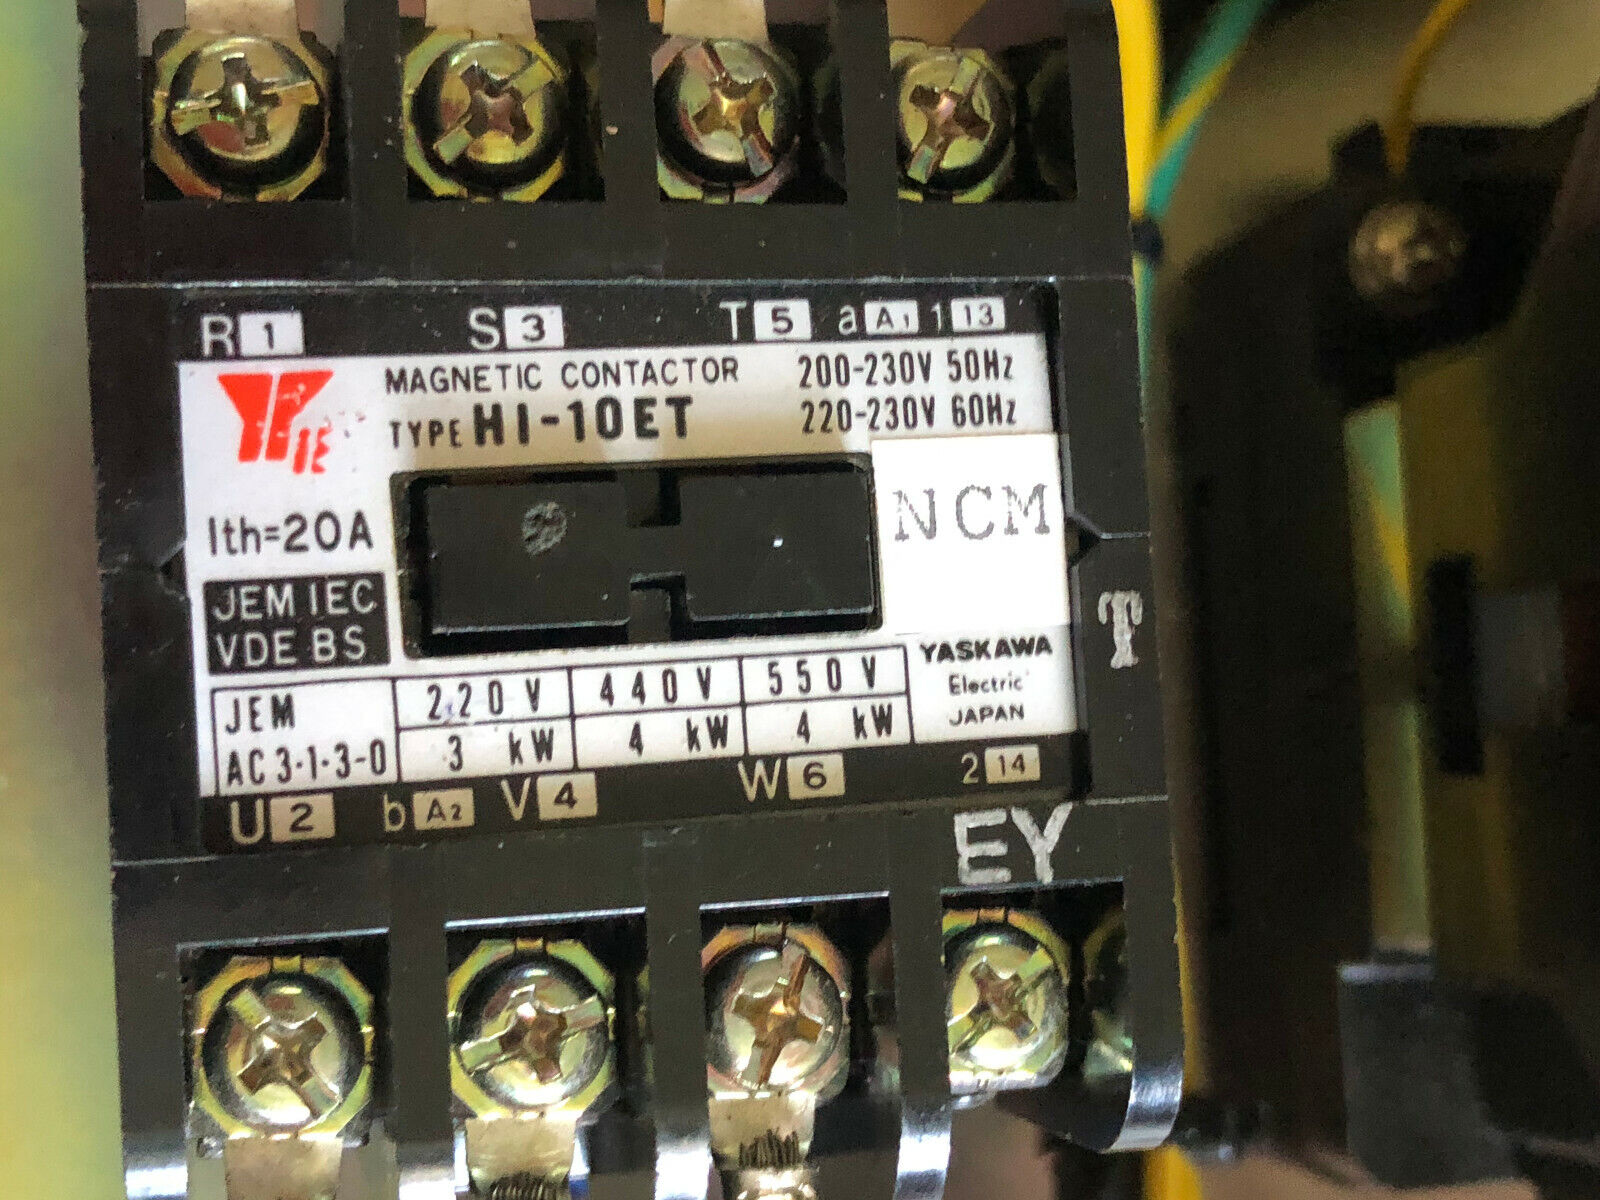 R 1 S 3 T 5 a A1 1 13
MAGNETIC CONTACTOR 200-230V 50Hz
TYPE HI-10ET 220-230V 60Hz
NCM
Ith=20A
JEM IEC
VDE BS
T
YASKAWA
Electric
JAPAN
JEM 220V 440V 550V
AC3·1·3-0 3 kW 4 kW 4 kW
U 2 b A2 V 4 W 6 2 14
EY